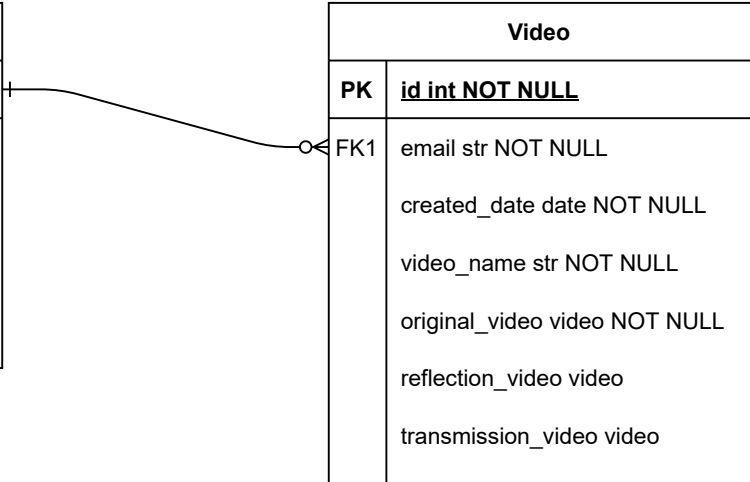 Video
PK id int NOT NULL
FK1 email str NOT NULL
created_date date NOT NULL
video_name str NOT NULL
original_video video NOT NULL
reflection_video video
transmission_video video